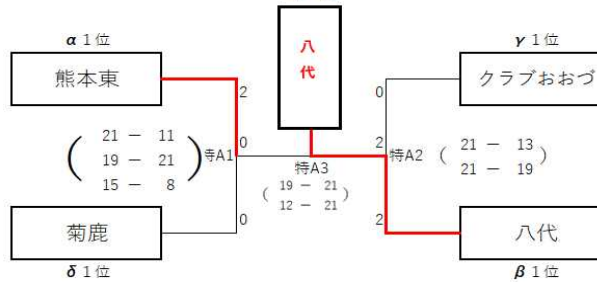 八
代
α 1位
γ 1位
熊本東
クラブおおづ
2
0
21 － 11
19 － 21
15 － 8
特A1
0
2
特A2
21 － 13
21 － 19
特A3
19 － 21
12 － 21
0
2
菊鹿
八代
δ 1位
β 1位